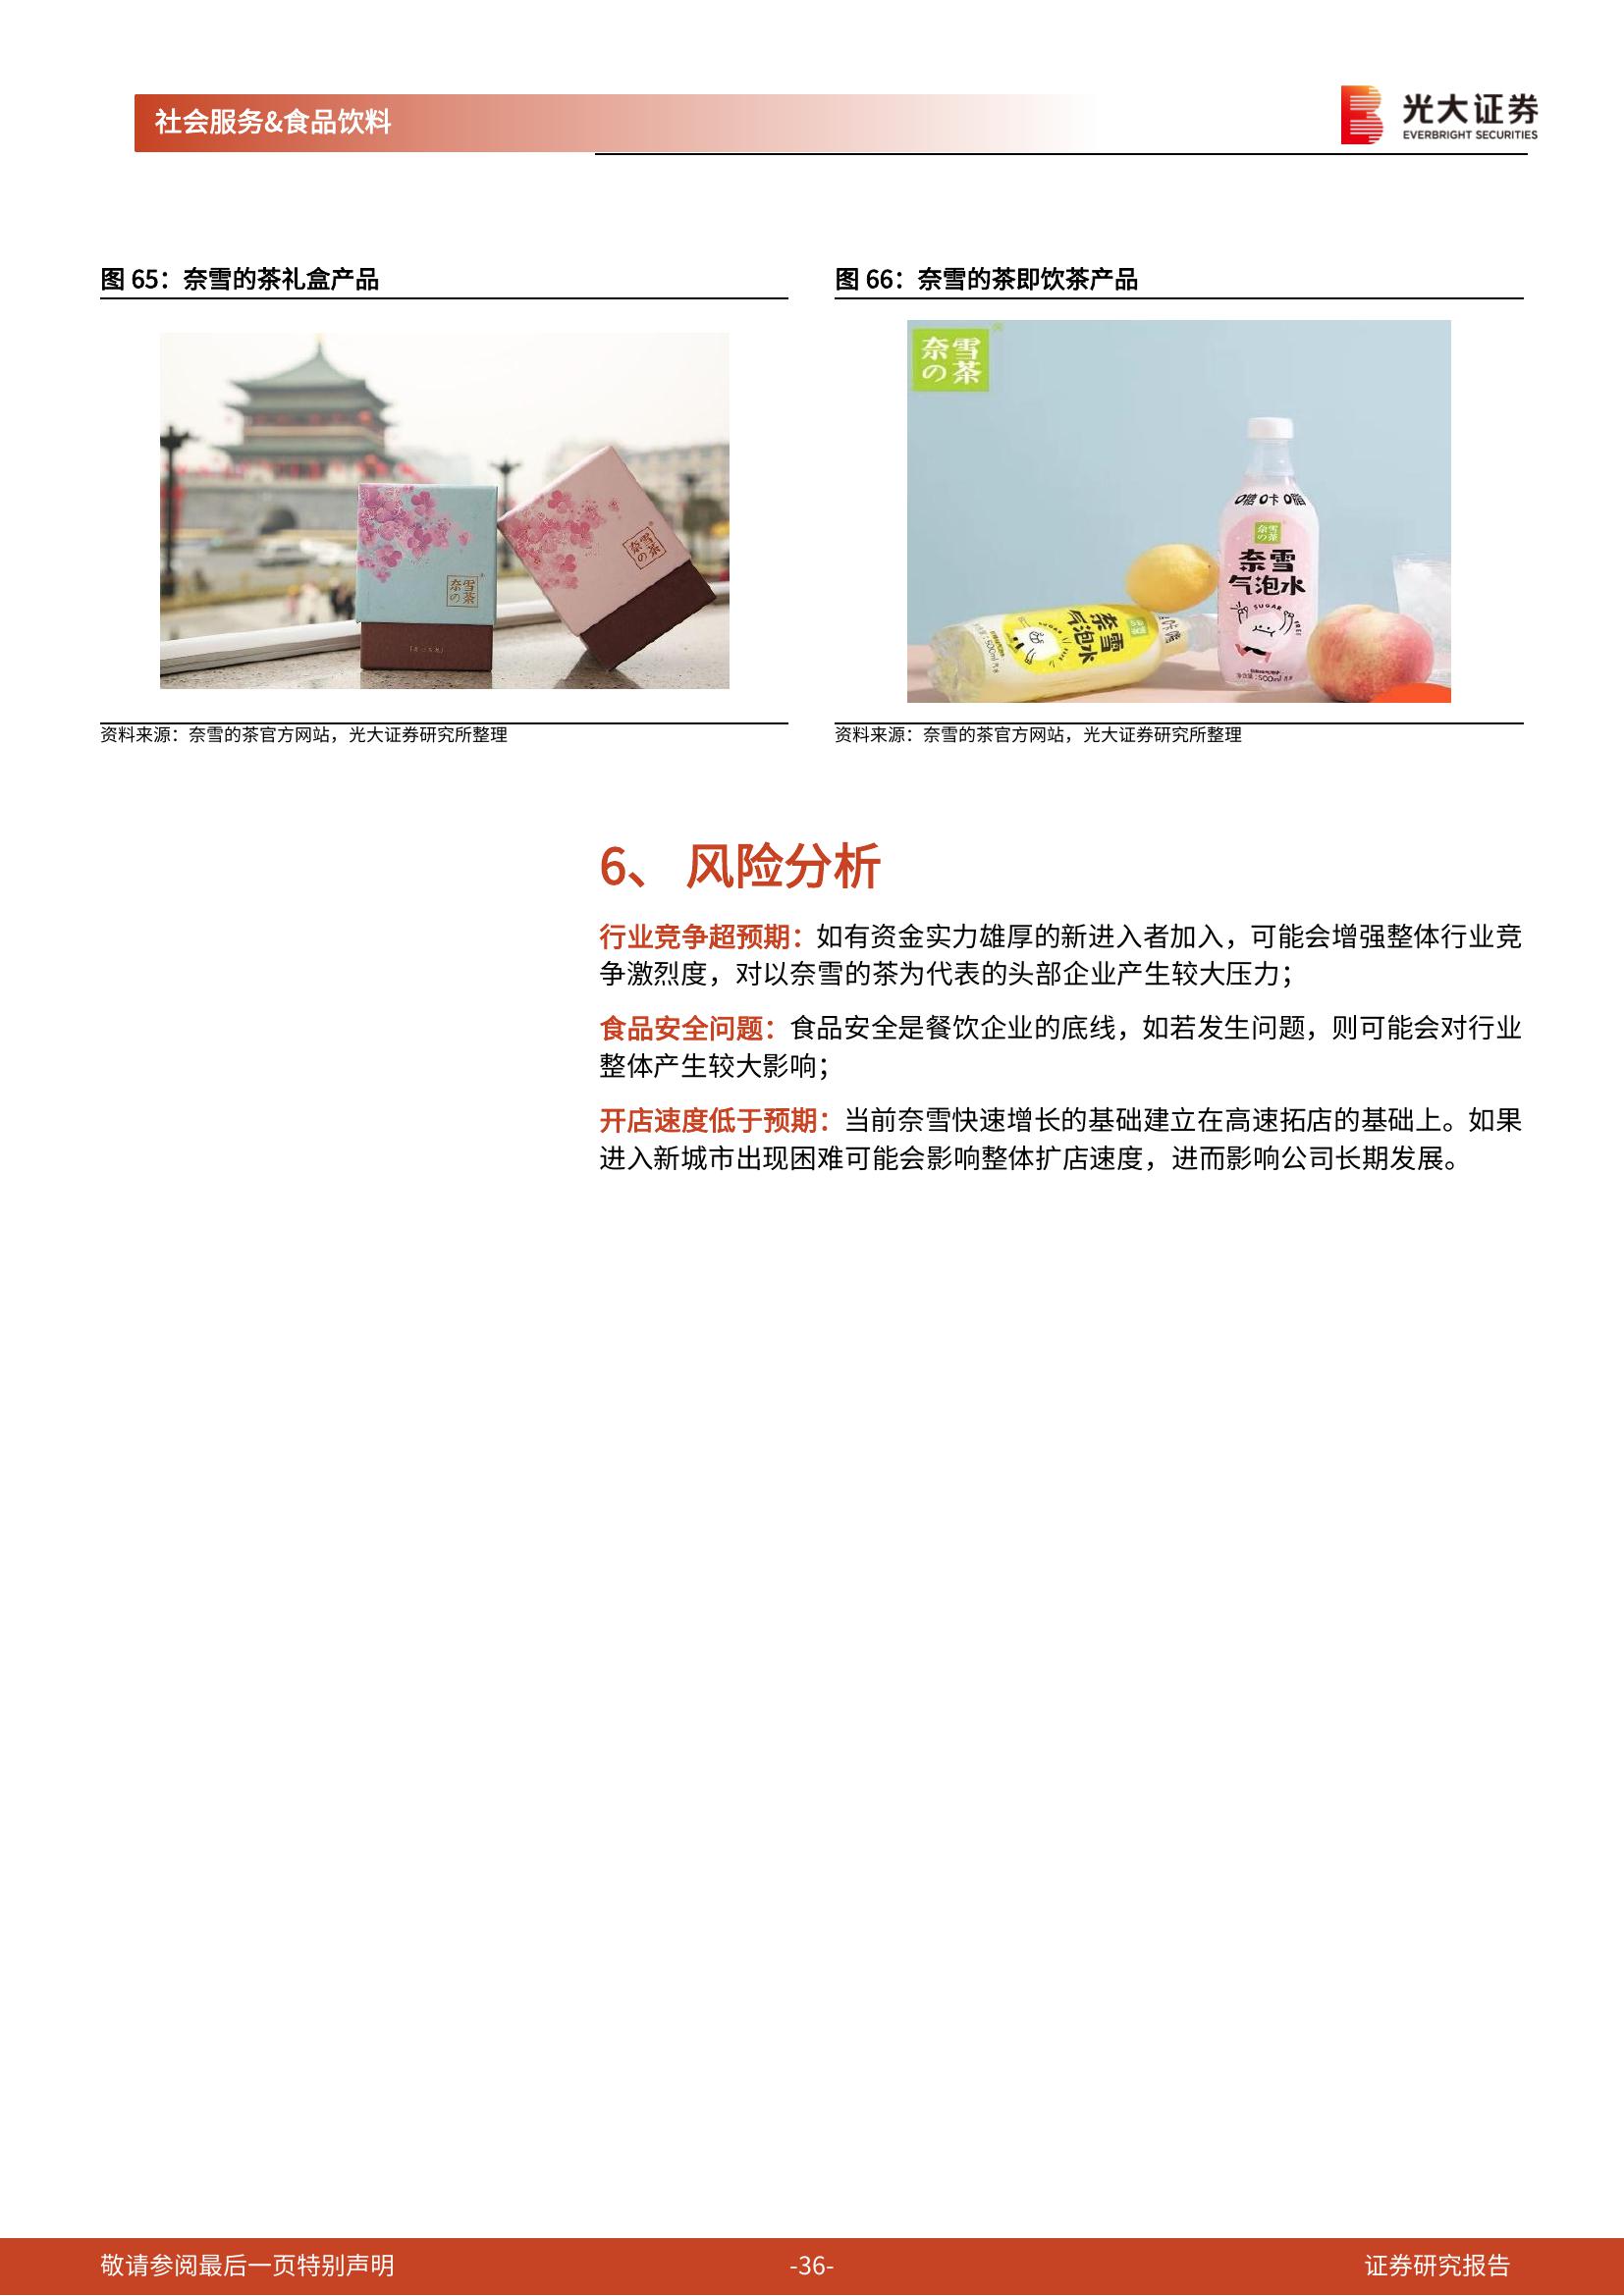 社会服务&食品饮料
光大证券
EVERBRIGHT SECURITIES
图 65：奈雪的茶礼盒产品
奈雪
の茶
奈雪
の茶
资料来源：奈雪的茶官方网站，光大证券研究所整理
图 66：奈雪的茶即饮茶产品
奈雪
の茶
0糖 0卡 0脂
奈雪
の茶
奈雪
气泡水
SUGAR FREE
净含量：500ml
奈雪
气泡水
资料来源：奈雪的茶官方网站，光大证券研究所整理
6、 风险分析
行业竞争超预期：如有资金实力雄厚的新进入者加入，可能会增强整体行业竞
争激烈度，对以奈雪的茶为代表的头部企业产生较大压力；
食品安全问题：食品安全是餐饮企业的底线，如若发生问题，则可能会对行业
整体产生较大影响；
开店速度低于预期：当前奈雪快速增长的基础建立在高速拓店的基础上。如果
进入新城市出现困难可能会影响整体扩店速度，进而影响公司长期发展。
敬请参阅最后一页特别声明
-36-
证券研究报告